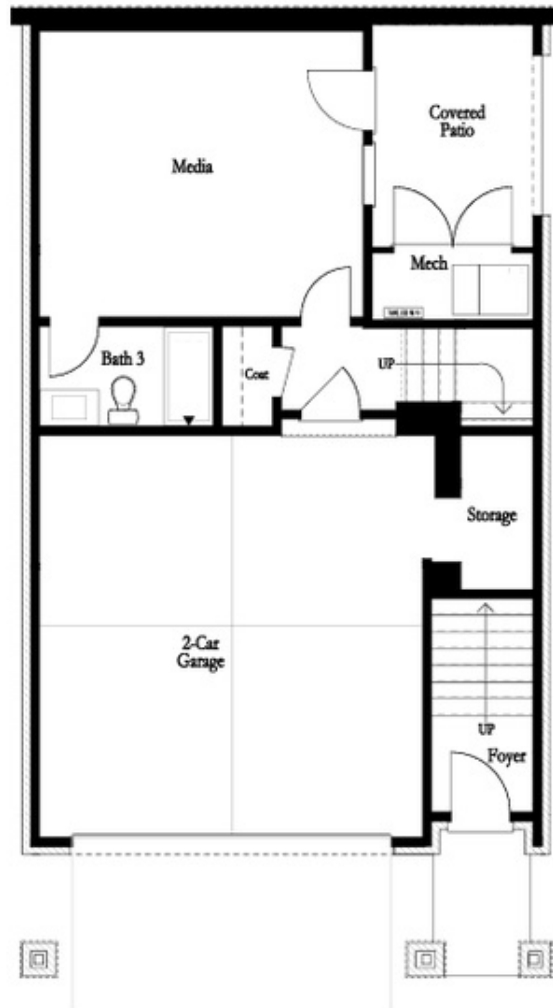 Covered
Patio
Media
Mech
Bath 3
Coat
UP
Storage
2-Car
Garage
UP
Foyer